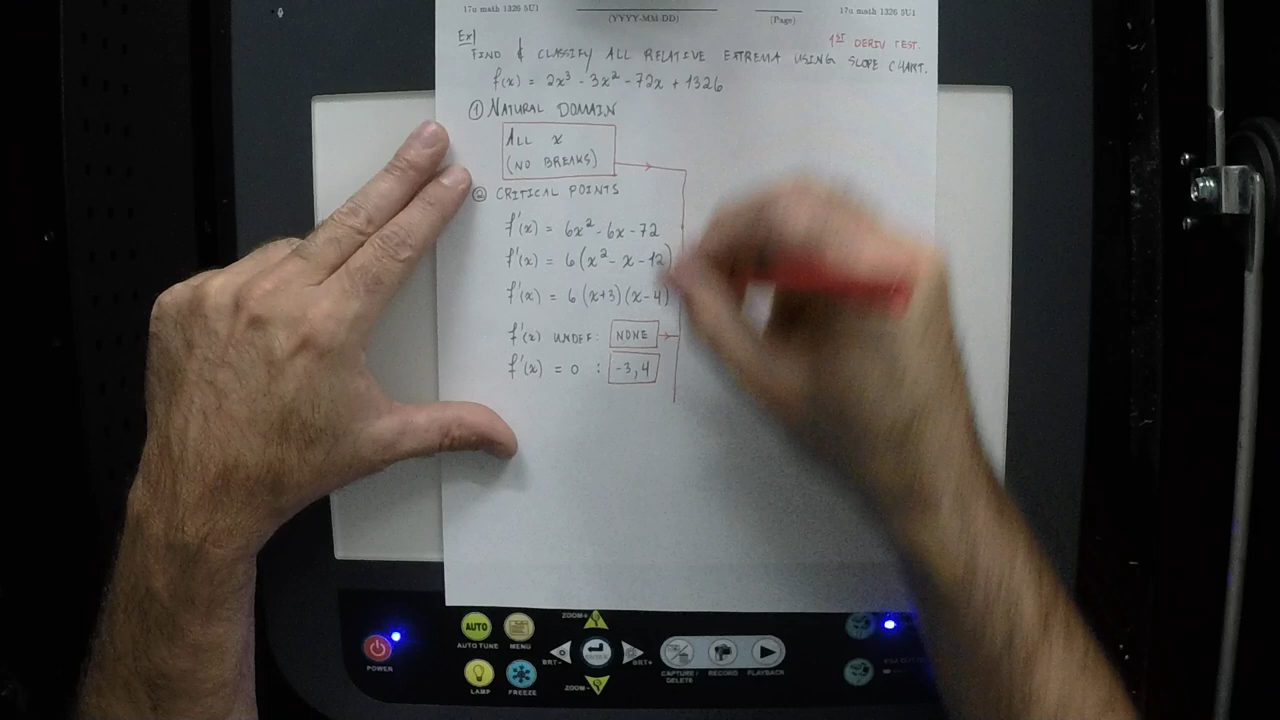 17u math 1326 5U1
(YYYY-MM-DD)
(Page)
17u math 1326 5U1
Ex1
1ST DERIV TEST.
FIND & CLASSIFY ALL RELATIVE EXTREMA USING SLOPE CHART.
f(x) = 2x³ - 3x² - 72x + 1326
① NATURAL DOMAIN
ALL x
(NO BREAKS)
② CRITICAL POINTS
f'(x) = 6x² - 6x - 72
f'(x) = 6(x² - x - 12)
f'(x) = 6(x+3)(x-4)
f'(x) UNDEF: NONE
f'(x) = 0 : -3, 4
POWER
AUTO
AUTO TUNE
MENU
LAMP
FREEZE
ZOOM+
BRT-
BRT+
ZOOM-
CAPTURE/
DELETE
RECORD
PLAYBACK